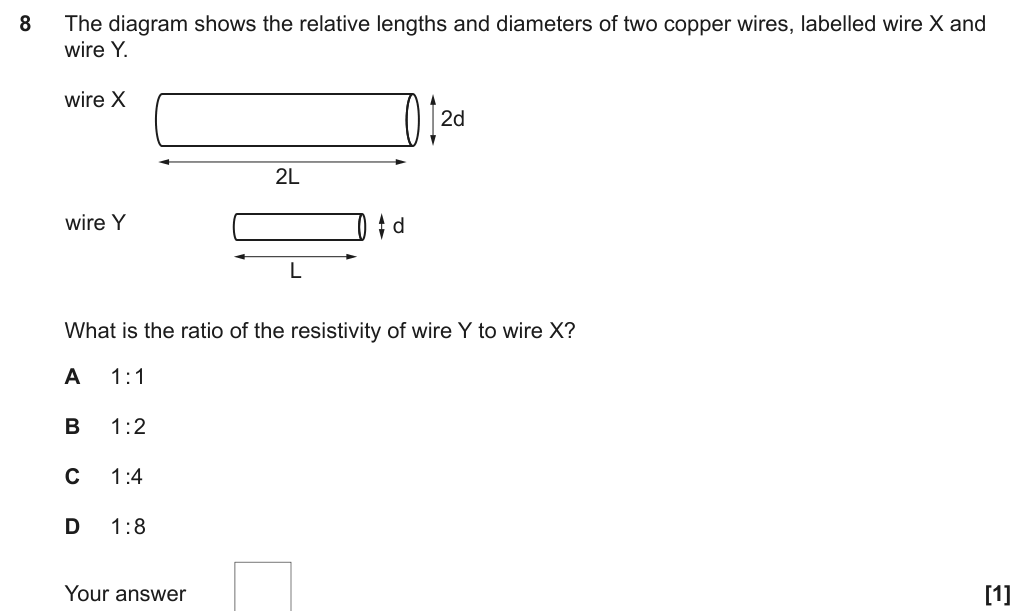 8 The diagram shows the relative lengths and diameters of two copper wires, labelled wire X and
wire Y.
wire X
2d
2L
wire Y
d
L
What is the ratio of the resistivity of wire Y to wire X?
A 1 : 1
B 1 : 2
C 1 :4
D 1 : 8
Your answer [1]